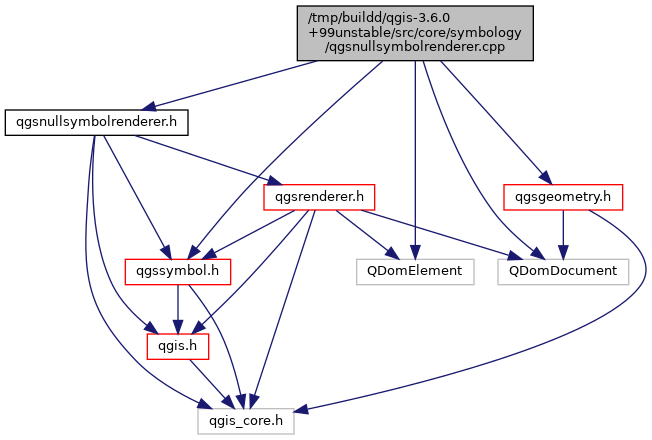 /tmp/buildd/qgis-3.6.0
+99unstable/src/core/symbology
/qgsnullsymbolrenderer.cpp
qgsnullsymbolrenderer.h
qgsrenderer.h
qgsgeometry.h
qgssymbol.h
QDomElement
QDomDocument
qgis.h
qgis_core.h